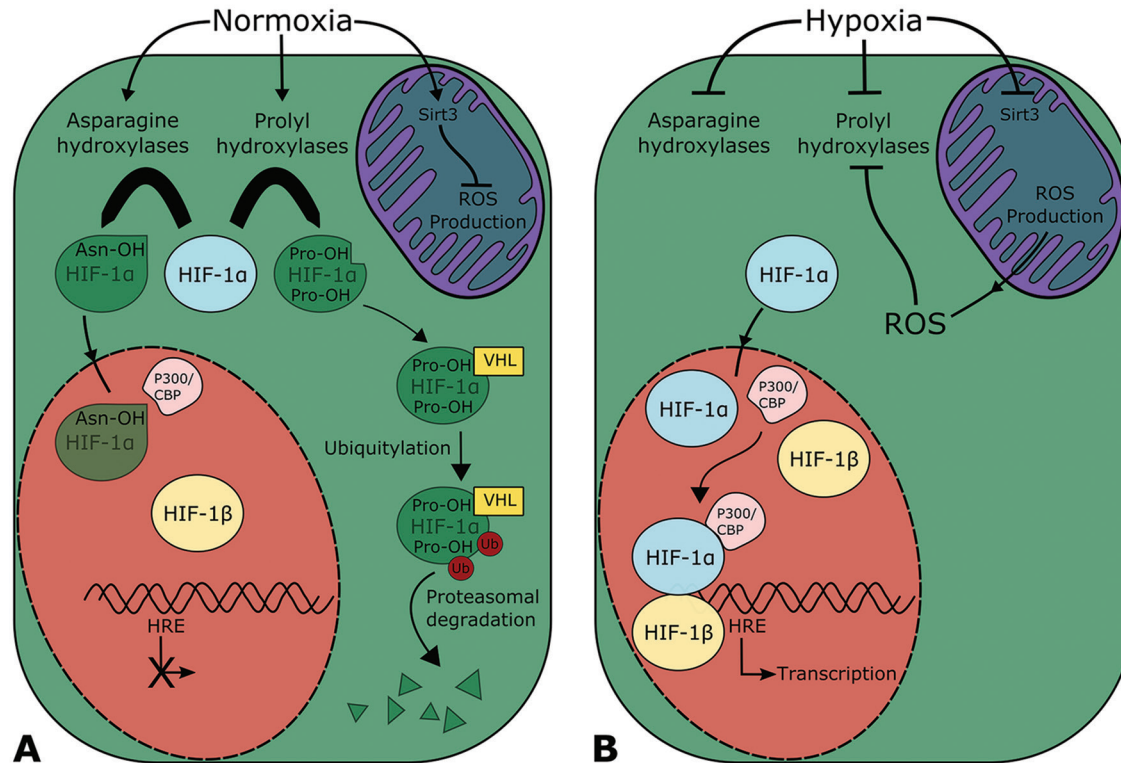 Normoxia
Asparagine
hydroxylases
Prolyl
hydroxylases
Sirt3
ROS
Production
Asn-OH
HIF-1α
HIF-1α
Pro-OH
HIF-1α
Pro-OH
P300/
CBP
Asn-OH
HIF-1α
Pro-OH
HIF-1α
Pro-OH
VHL
Ubiquitylation
HIF-1β
Pro-OH
HIF-1α
Pro-OH
VHL
Ub
Ub
Proteasomal
degradation
HRE
X
A
Hypoxia
Asparagine
hydroxylases
Prolyl
hydroxylases
Sirt3
ROS
Production
HIF-1α
ROS
HIF-1α
P300/
CBP
HIF-1β
P300/
CBP
HIF-1α
HIF-1β
HRE
Transcription
B